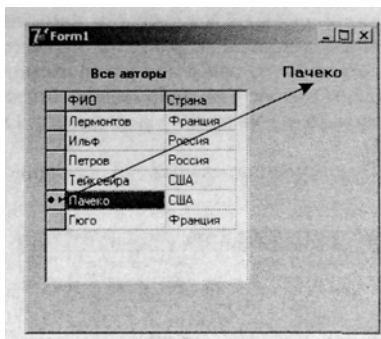 Form1
Все авторы
Пачеко
ФИО Страна
Лермонтов Франция
Ильф Россия
Петров Россия
Тейксейра США
Пачеко США
Гюго Франция